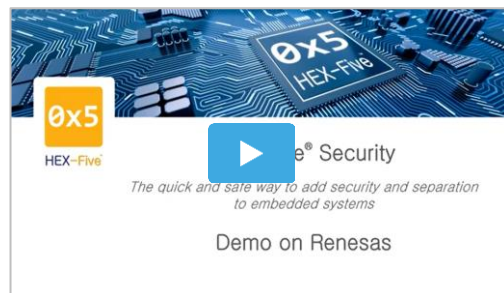 0x5
HEX-Five
0x5
HEX-Five
e® Security
The quick and safe way to add security and separation
to embedded systems
Demo on Renesas